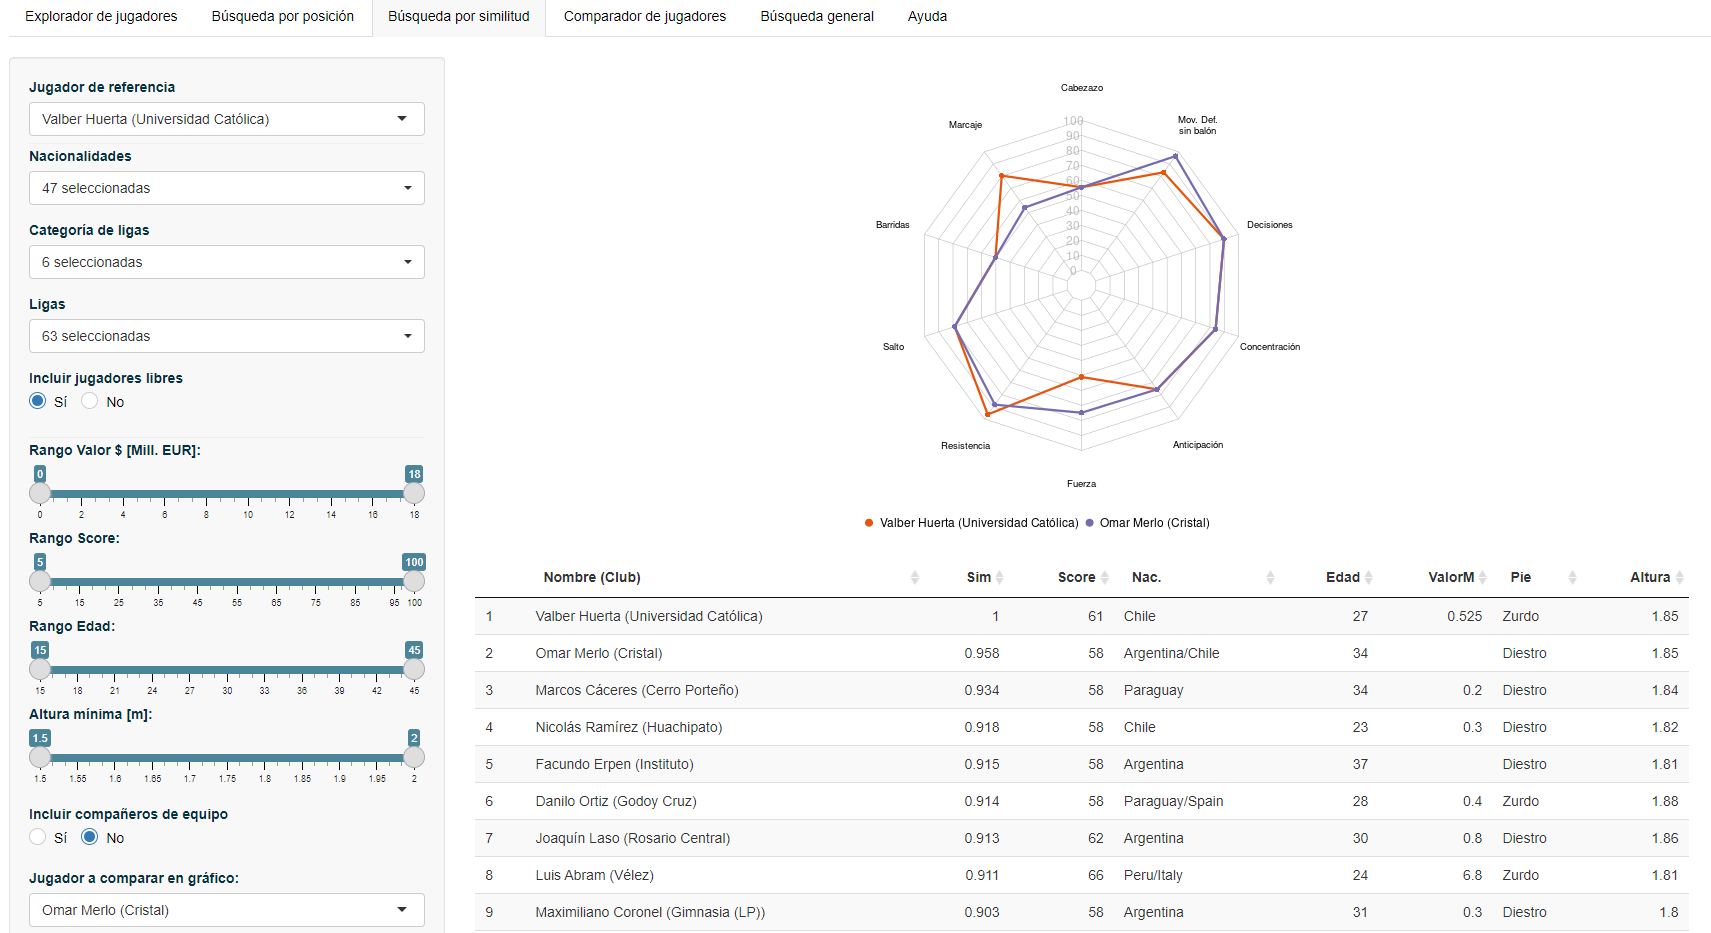 Explorador de jugadores Búsqueda por posición Búsqueda por similitud Comparador de jugadores Búsqueda general Ayuda
Jugador de referencia
Valber Huerta (Universidad Católica)
Nacionalidades
47 seleccionadas
Categoría de ligas
6 seleccionadas
Ligas
63 seleccionadas
Incluir jugadores libres
Sí No
Rango Valor $ [Mill. EUR]:
0 18
0 2 4 6 8 10 12 14 16 18
Rango Score:
5 100
5 15 25 35 45 55 65 75 85 95 100
Rango Edad:
15 45
15 18 21 24 27 30 33 36 39 42 45
Altura mínima [m]:
1.5 2
1.5 1.55 1.6 1.65 1.7 1.75 1.8 1.85 1.9 1.95 2
Incluir compañeros de equipo
Sí No
Jugador a comparar en gráfico:
Omar Merlo (Cristal)
Cabezazo
Mov. Def.
sin balón
Marcaje
100
90
80
70
60
50
40
30
20
10
0
Barridas
Decisiones
Salto
Concentración
Resistencia
Anticipación
Fuerza
Valber Huerta (Universidad Católica) Omar Merlo (Cristal)
Nombre (Club) Sim Score Nac. Edad ValorM Pie Altura
1 Valber Huerta (Universidad Católica) 1 61 Chile 27 0.525 Zurdo 1.85
2 Omar Merlo (Cristal) 0.958 58 Argentina/Chile 34 Diestro 1.85
3 Marcos Cáceres (Cerro Porteño) 0.934 58 Paraguay 34 0.2 Diestro 1.84
4 Nicolás Ramírez (Huachipato) 0.918 58 Chile 23 0.3 Diestro 1.82
5 Facundo Erpen (Instituto) 0.915 58 Argentina 37 Diestro 1.81
6 Danilo Ortiz (Godoy Cruz) 0.914 58 Paraguay/Spain 28 0.4 Zurdo 1.88
7 Joaquín Laso (Rosario Central) 0.913 62 Argentina 30 0.8 Diestro 1.86
8 Luis Abram (Vélez) 0.911 66 Peru/Italy 24 6.8 Zurdo 1.81
9 Maximiliano Coronel (Gimnasia (LP)) 0.903 58 Argentina 31 0.3 Diestro 1.8